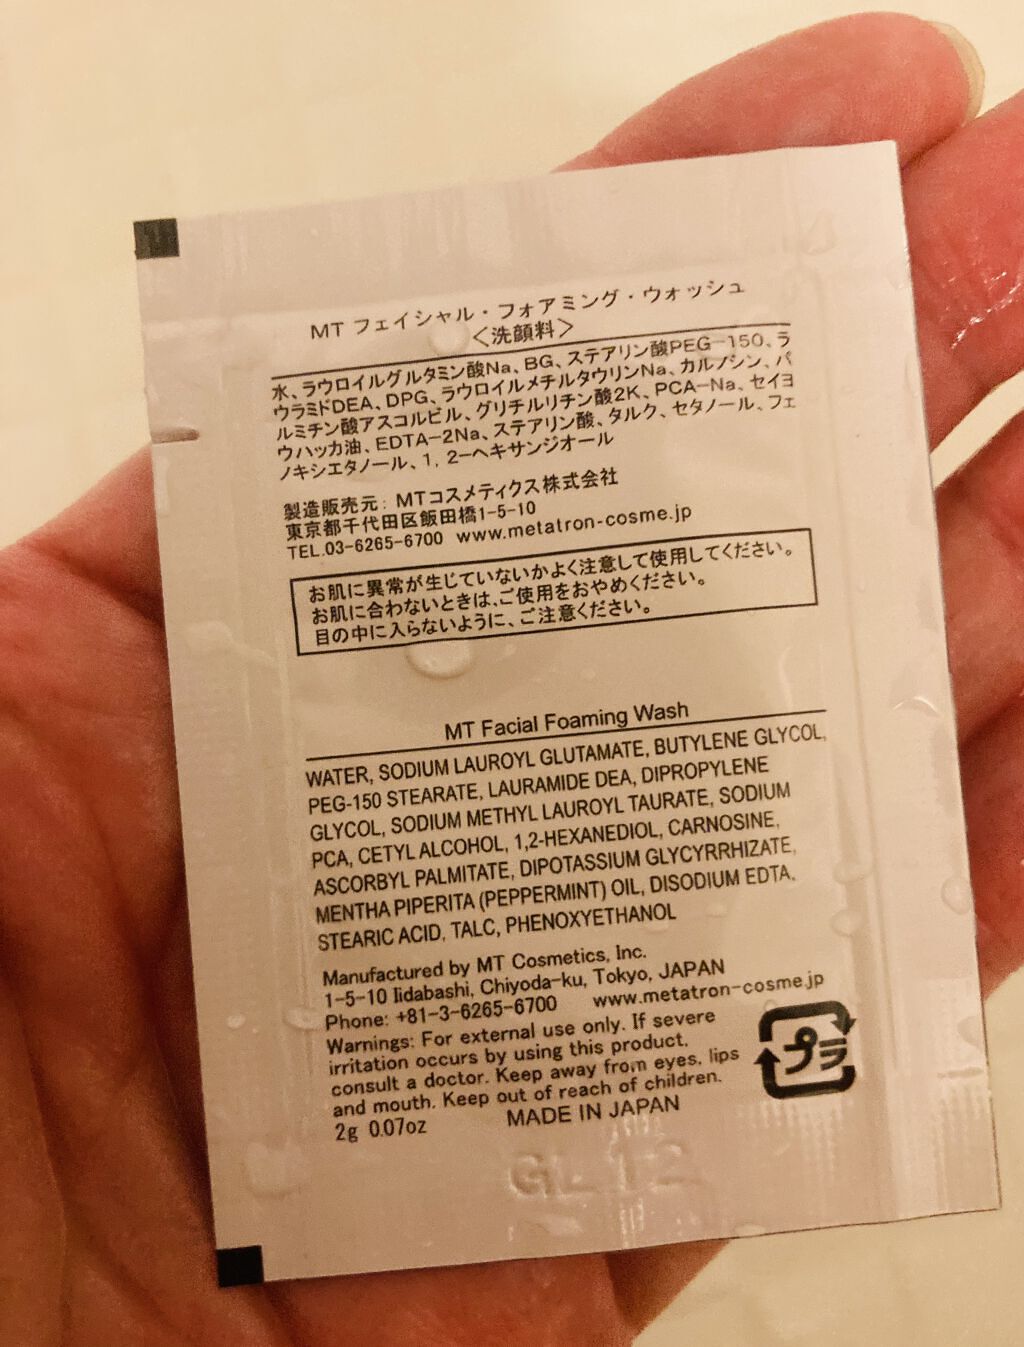 MT フェイシャル・フォアミング・ウォッシュ
＜洗顔料＞
水、ラウロイルグルタミン酸Na、BG、ステアリン酸PEG-150、ラ
ウラミドDEA、DPG、ラウロイルメチルタウリンNa、カルノシン、パ
ルミチン酸アスコルビル、グリチルリチン酸2K、PCA-Na、セイヨ
ウハッカ油、EDTA-2Na、ステアリン酸、タルク、セタノール、フェ
ノキシエタノール、1，2-ヘキサンジオール
製造販売元：MTコスメティクス株式会社
東京都千代田区飯田橋1-5-10
TEL.03-6265-6700 www.metatron-cosme.jp
お肌に異常が生じていないかよく注意して使用してください。
お肌に合わないときは、ご使用をおやめください。
目の中に入らないように、ご注意ください。
MT Facial Foaming Wash
WATER, SODIUM LAUROYL GLUTAMATE, BUTYLENE GLYCOL,
PEG-150 STEARATE, LAURAMIDE DEA, DIPROPYLENE
GLYCOL, SODIUM METHYL LAUROYL TAURATE, SODIUM
PCA, CETYL ALCOHOL, 1,2-HEXANEDIOL, CARNOSINE,
ASCORBYL PALMITATE, DIPOTASSIUM GLYCYRRHIZATE,
MENTHA PIPERITA (PEPPERMINT) OIL, DISODIUM EDTA,
STEARIC ACID, TALC, PHENOXYETHANOL
Manufactured by MT Cosmetics, Inc.
1-5-10 Iidabashi, Chiyoda-ku, Tokyo, JAPAN
Phone: +81-3-6265-6700 www.metatron-cosme.jp
Warnings: For external use only. If severe
irritation occurs by using this product,
consult a doctor. Keep away from eyes, lips
and mouth. Keep out of reach of children.
2g 0.07oz MADE IN JAPAN
プラ
GL 12